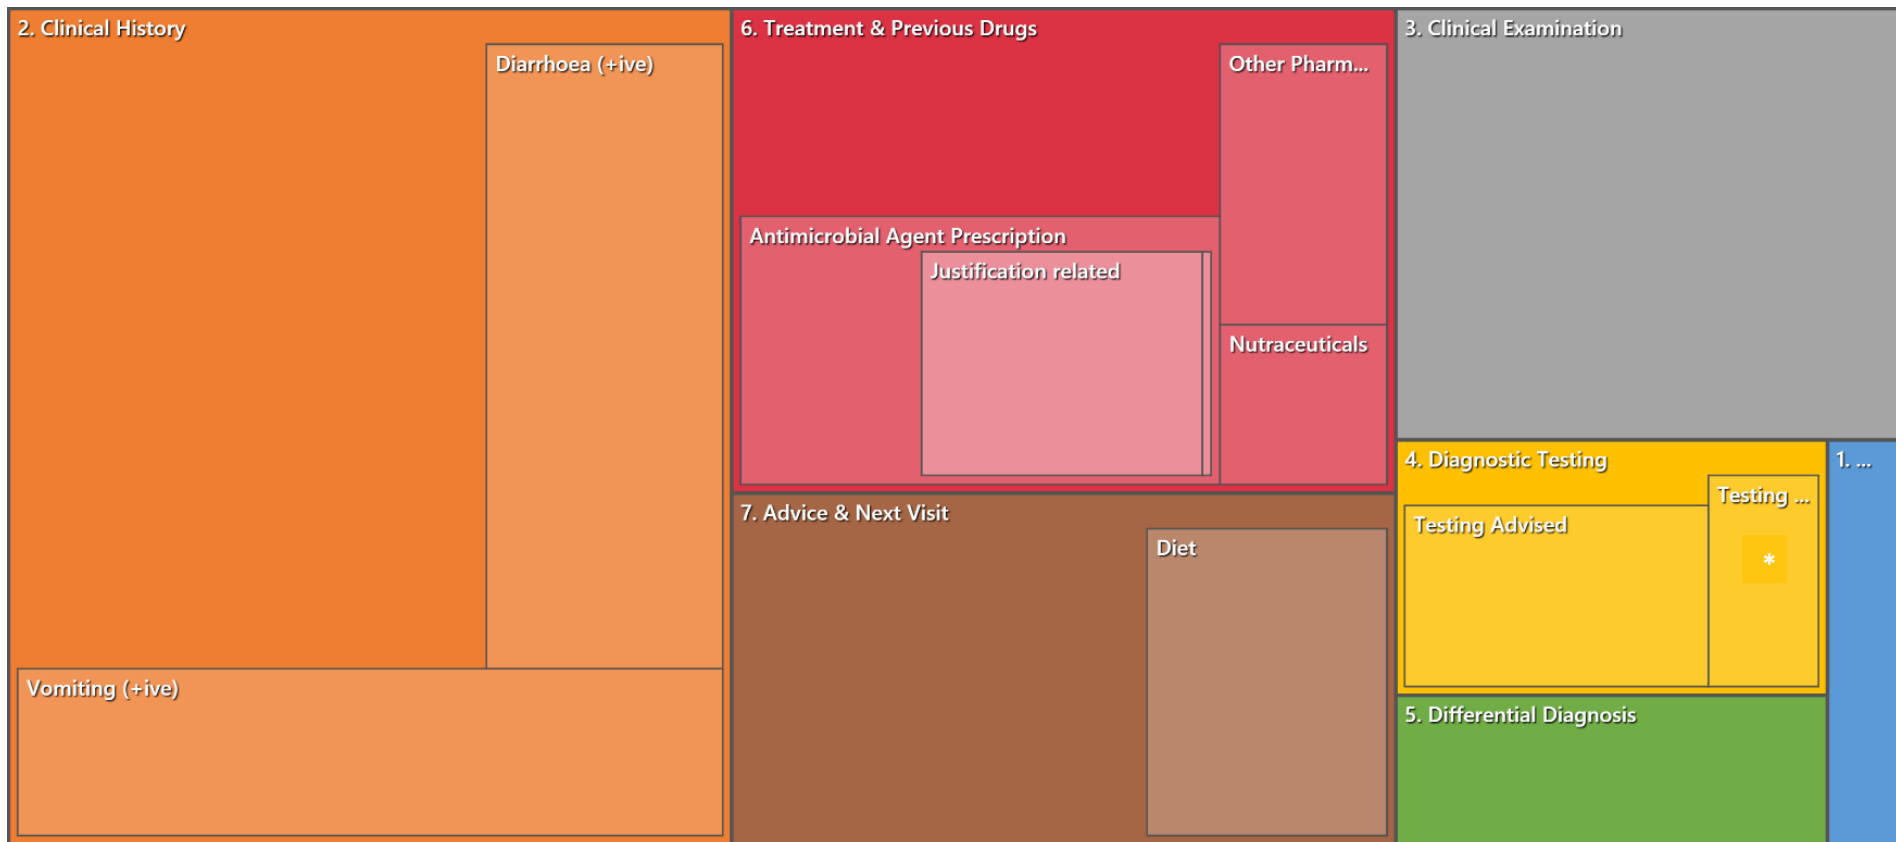 2. Clinical History
Diarrhoea (+ive)
Vomiting (+ive)
6. Treatment & Previous Drugs
Other Pharm...
Antimicrobial Agent Prescription
Justification related
Nutraceuticals
7. Advice & Next Visit
Diet
3. Clinical Examination
4. Diagnostic Testing
Testing Advised
Testing ...
*
1. ...
5. Differential Diagnosis